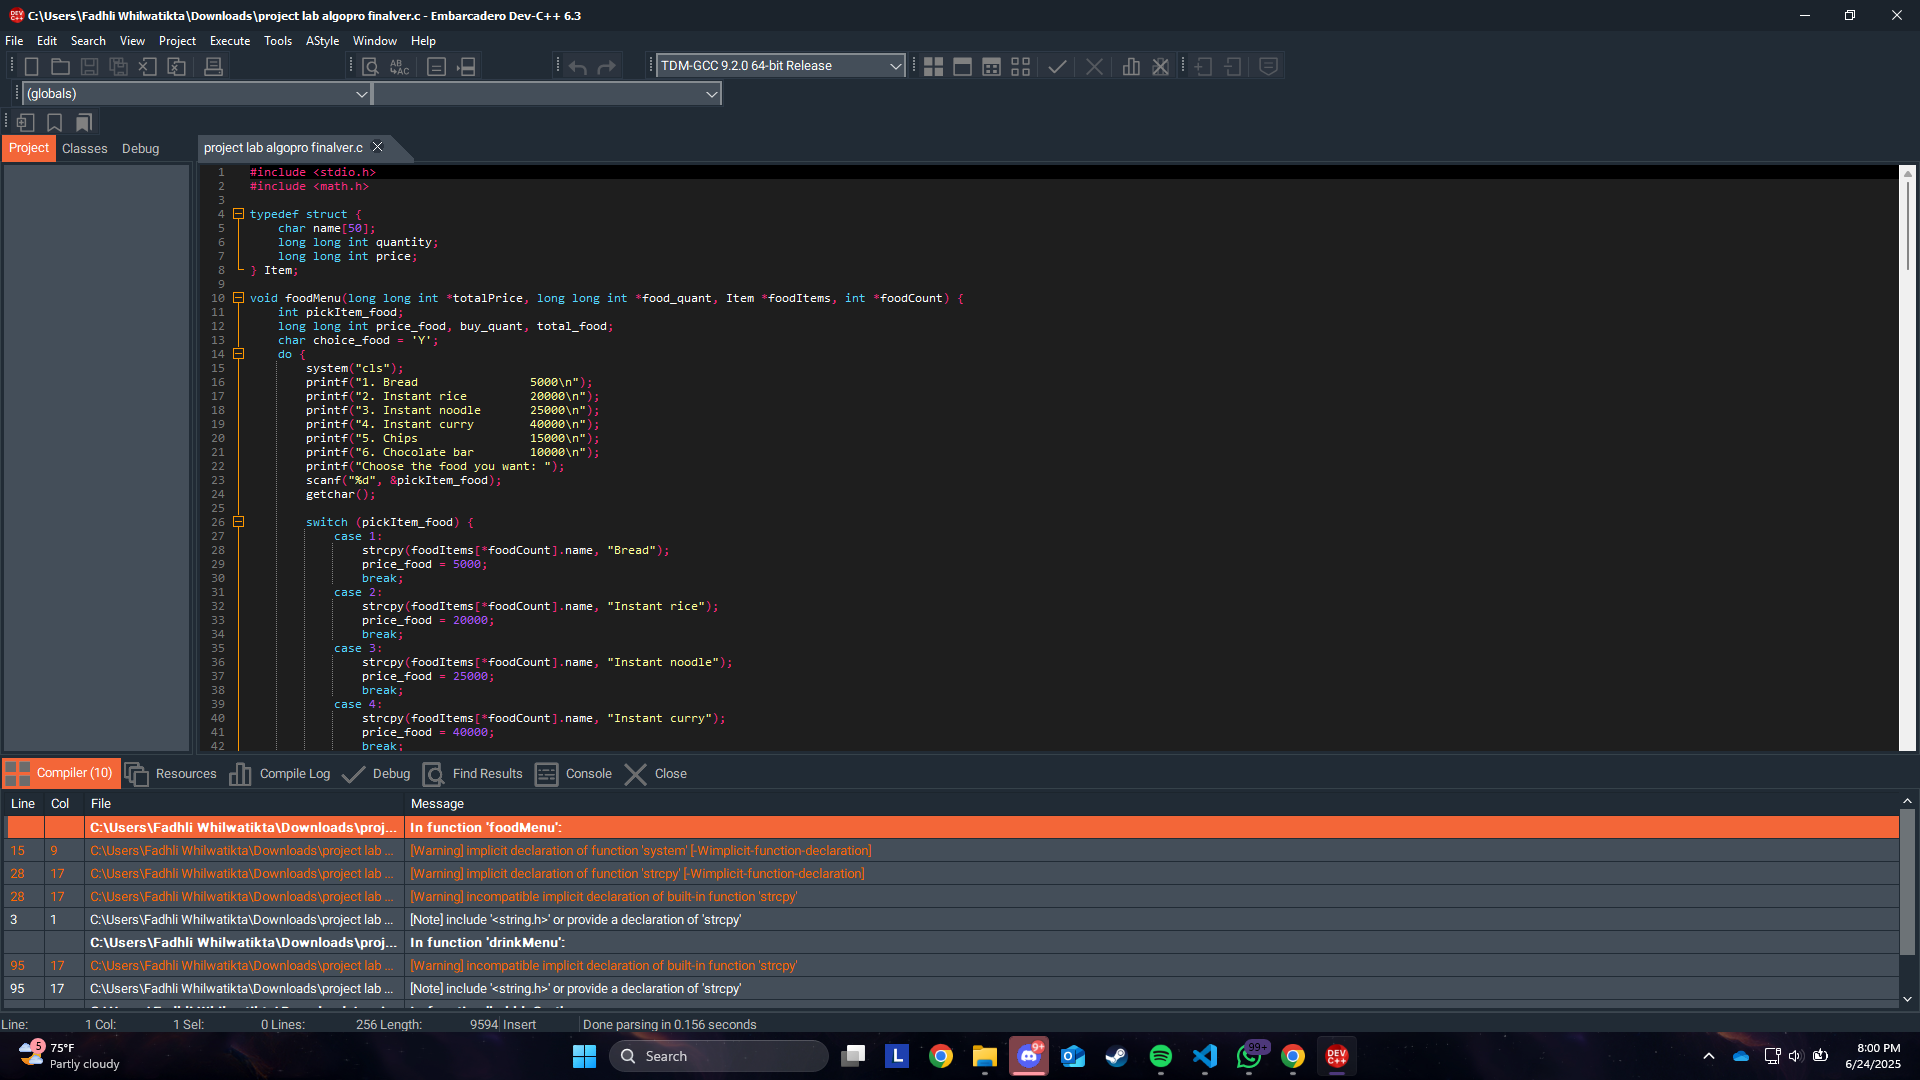 C:\Users\Fadhli Whilwatikta\Downloads\project lab algopro finalver.c - Embarcadero Dev-C++ 6.3
File Edit Search View Project Execute Tools AStyle Window Help
TDM-GCC 9.2.0 64-bit Release
(globals)
Project Classes Debug
project lab algopro finalver.c
1 #include <stdio.h>
2 #include <math.h>
3
4 typedef struct {
5 char name[50];
6 long long int quantity;
7 long long int price;
8 } Item;
9
10 void foodMenu(long long int *totalPrice, long long int *food_quant, Item *foodItems, int *foodCount) {
11 int pickItem_food;
12 long long int price_food, buy_quant, total_food;
13 char choice_food = 'Y';
14 do {
15 system("cls");
16 printf("1. Bread                5000\n");
17 printf("2. Instant rice         20000\n");
18 printf("3. Instant noodle       25000\n");
19 printf("4. Instant curry        40000\n");
20 printf("5. Chips                15000\n");
21 printf("6. Chocolate bar        10000\n");
22 printf("Choose the food you want: ");
23 scanf("%d", &pickItem_food);
24 getchar();
25
26 switch (pickItem_food) {
27 case 1:
28 strcpy(foodItems[*foodCount].name, "Bread");
29 price_food = 5000;
30 break;
31 case 2:
32 strcpy(foodItems[*foodCount].name, "Instant rice");
33 price_food = 20000;
34 break;
35 case 3:
36 strcpy(foodItems[*foodCount].name, "Instant noodle");
37 price_food = 25000;
38 break;
39 case 4:
40 strcpy(foodItems[*foodCount].name, "Instant curry");
41 price_food = 40000;
42 break;
Compiler (10) Resources Compile Log Debug Find Results Console Close
Line Col File Message
C:\Users\Fadhli Whilwatikta\Downloads\proj... In function 'foodMenu':
15 9 C:\Users\Fadhli Whilwatikta\Downloads\project lab ... [Warning] implicit declaration of function 'system' [-Wimplicit-function-declaration]
28 17 C:\Users\Fadhli Whilwatikta\Downloads\project lab ... [Warning] implicit declaration of function 'strcpy' [-Wimplicit-function-declaration]
28 17 C:\Users\Fadhli Whilwatikta\Downloads\project lab ... [Warning] incompatible implicit declaration of built-in function 'strcpy'
3 1 C:\Users\Fadhli Whilwatikta\Downloads\project lab ... [Note] include '<string.h>' or provide a declaration of 'strcpy'
C:\Users\Fadhli Whilwatikta\Downloads\proj... In function 'drinkMenu':
95 17 C:\Users\Fadhli Whilwatikta\Downloads\project lab ... [Warning] incompatible implicit declaration of built-in function 'strcpy'
95 17 C:\Users\Fadhli Whilwatikta\Downloads\project lab ... [Note] include '<string.h>' or provide a declaration of 'strcpy'
Line: 1 Col: 1 Sel: 0 Lines: 256 Length: 9594 Insert Done parsing in 0.156 seconds
5 75°F
Partly cloudy
Search
L
9+
99+
DEV C++
8:00 PM
6/24/2025